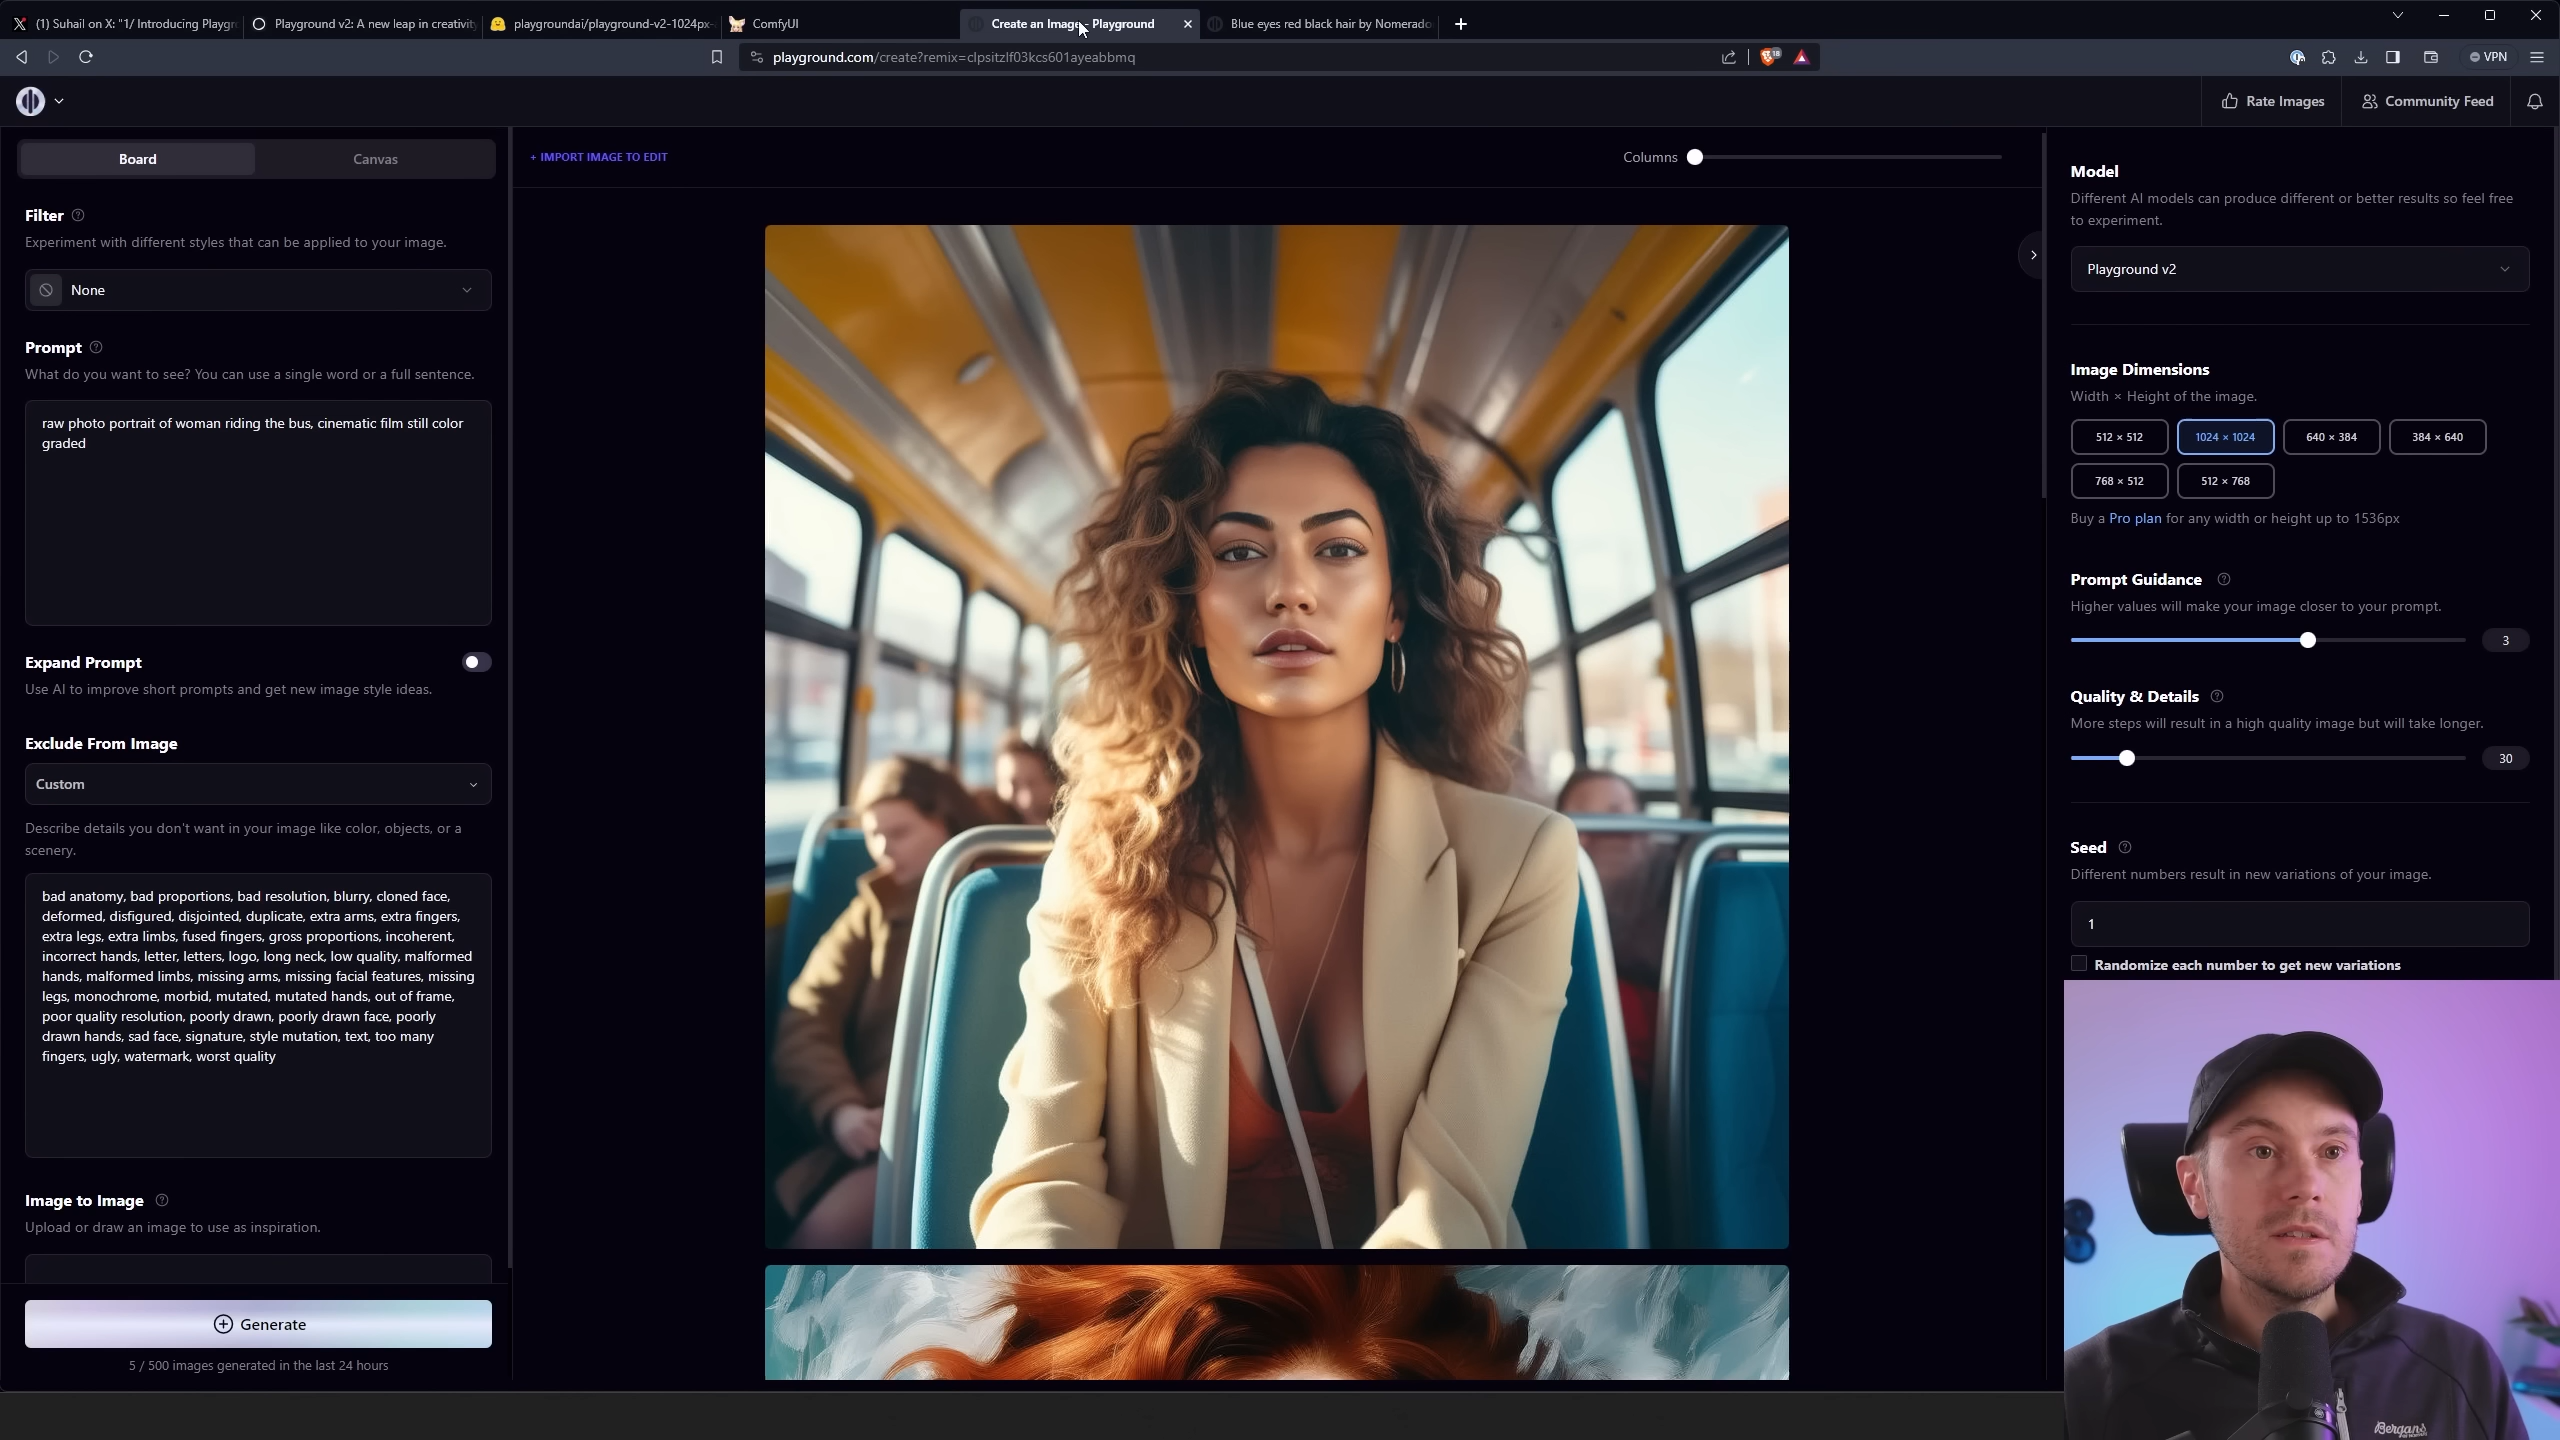 (1) Suhail on X: "1/ Introducing Playgr
Playground v2: A new leap in creativity
playgroundai/playground-v2-1024px-
ComfyUI
Create an Image - Playground
Blue eyes red black hair by Nomerado
playground.com/create?remix=clpsitzlf03kcs601ayeabbmq
18
VPN
Rate Images
Community Feed
Board
Canvas
Filter
Experiment with different styles that can be applied to your image.
None
Prompt
What do you want to see? You can use a single word or a full sentence.
raw photo portrait of woman riding the bus, cinematic film still color
graded
Expand Prompt
Use AI to improve short prompts and get new image style ideas.
Exclude From Image
Custom
Describe details you don't want in your image like color, objects, or a
scenery.
bad anatomy, bad proportions, bad resolution, blurry, cloned face,
deformed, disfigured, disjointed, duplicate, extra arms, extra fingers,
extra legs, extra limbs, fused fingers, gross proportions, incoherent,
incorrect hands, letter, letters, logo, long neck, low quality, malformed
hands, malformed limbs, missing arms, missing facial features, missing
legs, monochrome, morbid, mutated, mutated hands, out of frame,
poor quality resolution, poorly drawn, poorly drawn face, poorly
drawn hands, sad face, signature, style mutation, text, too many
fingers, ugly, watermark, worst quality
Image to Image
Upload or draw an image to use as inspiration.
Generate
5 / 500 images generated in the last 24 hours
+ IMPORT IMAGE TO EDIT
Columns
Model
Different AI models can produce different or better results so feel free
to experiment.
Playground v2
Image Dimensions
Width × Height of the image.
512 × 512
1024 × 1024
640 × 384
384 × 640
768 × 512
512 × 768
Buy a Pro plan for any width or height up to 1536px
Prompt Guidance
Higher values will make your image closer to your prompt.
3
Quality & Details
More steps will result in a high quality image but will take longer.
30
Seed
Different numbers result in new variations of your image.
1
Randomize each number to get new variations
Bergans